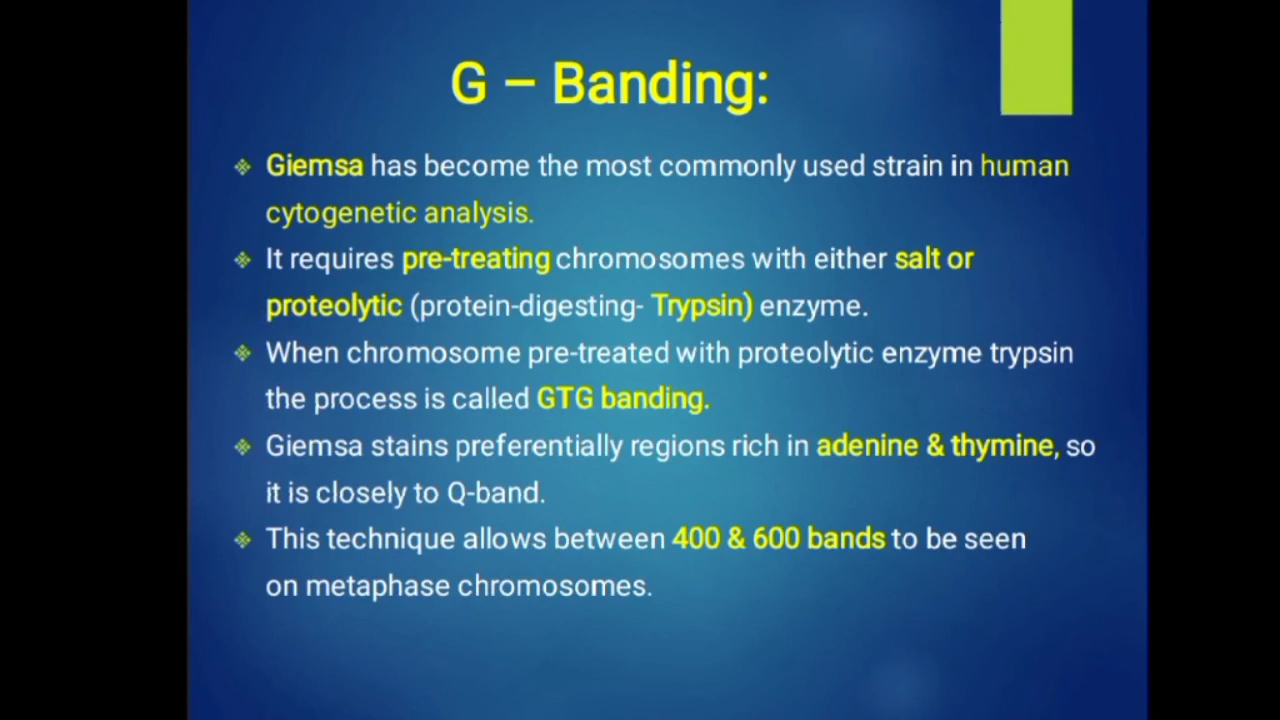 G – Banding:
Giemsa has become the most commonly used strain in human
cytogenetic analysis.
It requires pre-treating chromosomes with either salt or
proteolytic (protein-digesting- Trypsin) enzyme.
When chromosome pre-treated with proteolytic enzyme trypsin
the process is called GTG banding.
Giemsa stains preferentially regions rich in adenine & thymine, so
it is closely to Q-band.
This technique allows between 400 & 600 bands to be seen
on metaphase chromosomes.